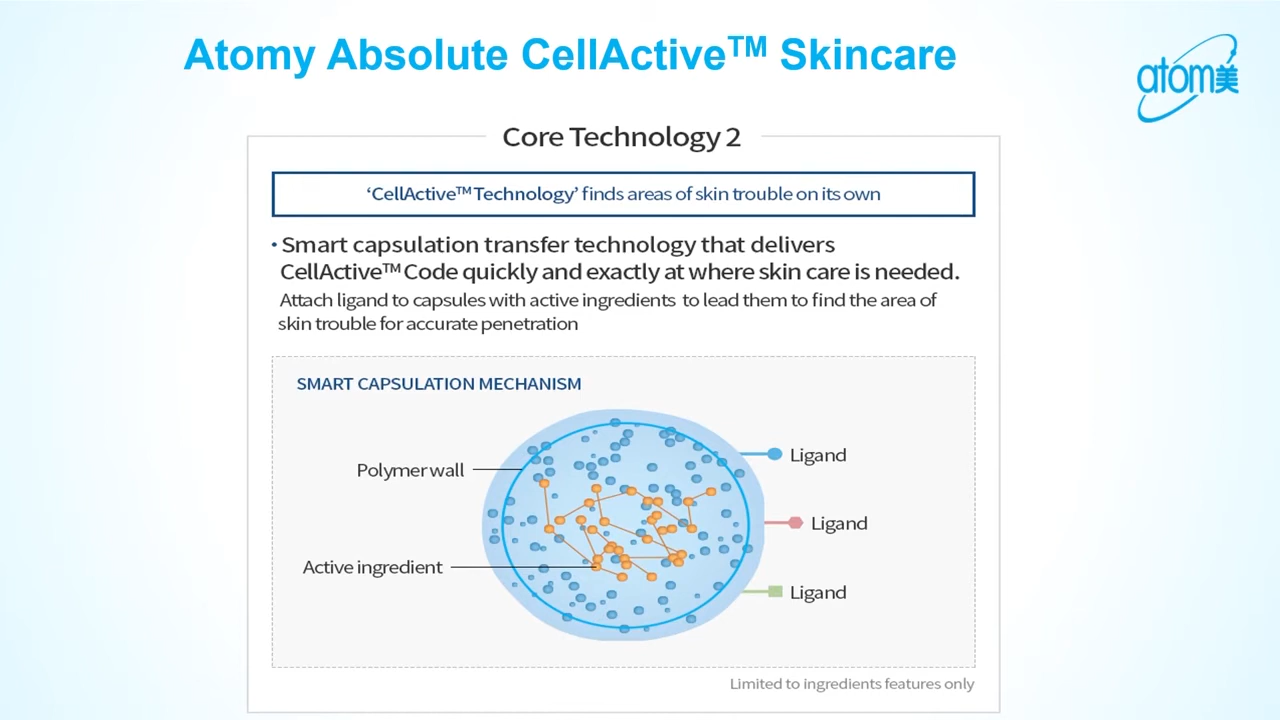 Atomy Absolute CellActive™ Skincare
atom美
Core Technology 2
‘CellActive™ Technology’ finds areas of skin trouble on its own
• Smart capsulation transfer technology that delivers
CellActive™ Code quickly and exactly at where skin care is needed.
Attach ligand to capsules with active ingredients to lead them to find the area of
skin trouble for accurate penetration
SMART CAPSULATION MECHANISM
Polymer wall
Active ingredient
Ligand
Ligand
Ligand
Limited to ingredients features only